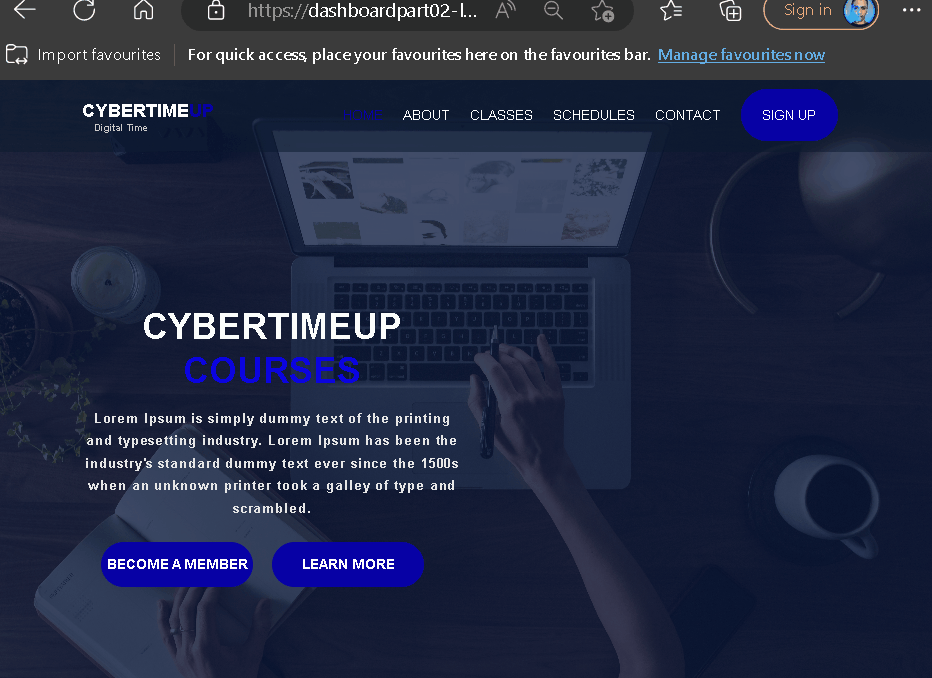 https://dashboardpart02-l...
Sign in
Import favourites
For quick access, place your favourites here on the favourites bar. Manage favourites now
CYBERTIMEUP
Digital Time
HOME ABOUT CLASSES SCHEDULES CONTACT SIGN UP
CYBERTIMEUP
COURSES
Lorem Ipsum is simply dummy text of the printing
and typesetting industry. Lorem Ipsum has been the
industry's standard dummy text ever since the 1500s
when an unknown printer took a galley of type and
scrambled.
BECOME A MEMBER LEARN MORE